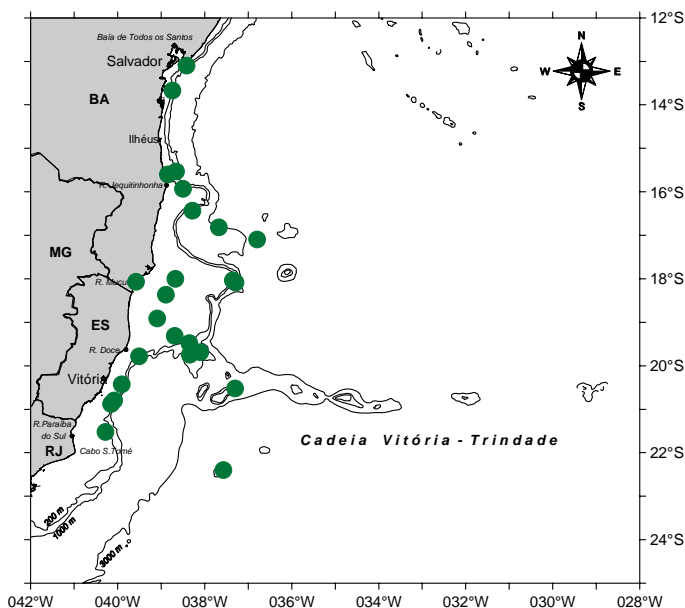 12°S
Baía de Todos os Santos
N
Salvador
W
E
BA
S
14°S
Ilhéus
R. Jequitinhonha
16°S
MG
R. Mucu
18°S
ES
R. Doce
20°S
Vitória
R.Paraíba
do Sul
Cadeia Vitória - Trindade
RJ
Cabo S.Tomé
22°S
200 m
1000 m
3000 m
24°S
042°W
040°W
038°W
036°W
034°W
032°W
030°W
028°W